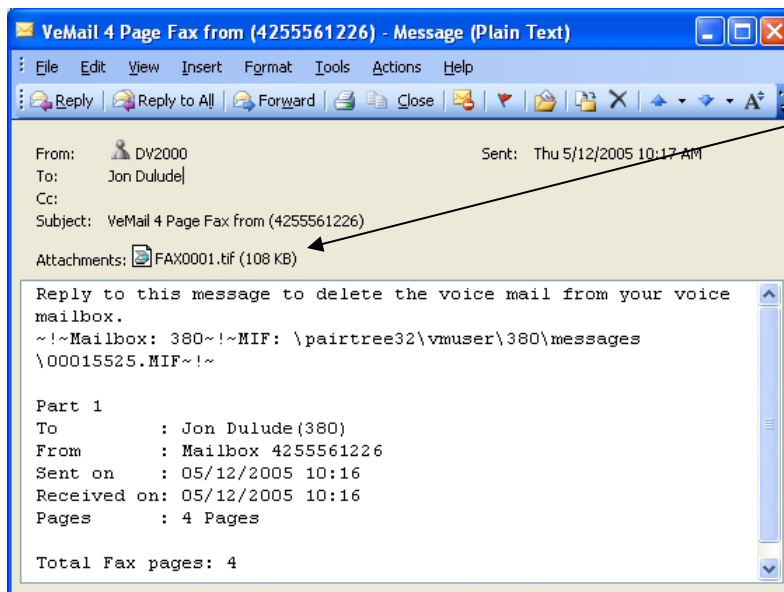 VeMail 4 Page Fax from (4255561226) - Message (Plain Text)
File Edit View Insert Format Tools Actions Help
Reply Reply to All Forward Close
From: DV2000 Sent: Thu 5/12/2005 10:17 AM
To: Jon Dulude
Cc:
Subject: VeMail 4 Page Fax from (4255561226)
Attachments: FAX0001.tif (108 KB)
Reply to this message to delete the voice mail from your voice
mailbox.
~!~Mailbox: 380~!~MIF: \pairtree32\vmuser\380\messages
\00015525.MIF~!~
Part 1
To : Jon Dulude(380)
From : Mailbox 4255561226
Sent on : 05/12/2005 10:16
Received on: 05/12/2005 10:16
Pages : 4 Pages
Total Fax pages: 4